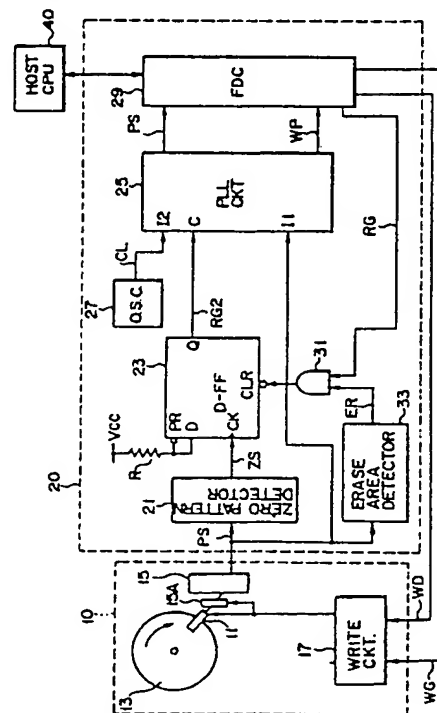 40
HOST
CPU
20
29
FDC
PS
WP
25
PLL
CKT
I2
C
I1
CL
27
O.S.C.
RG2
RG
23
VCC
R
PR
D
Q
D-FF
CK
CLR
31
ER
33
ZS
21
ZERO PATTERN
DETECTOR
PS
ERASE
AREA
DETECTOR
10
15
15A
11
13
17
WRITE
CKT.
WD
WG